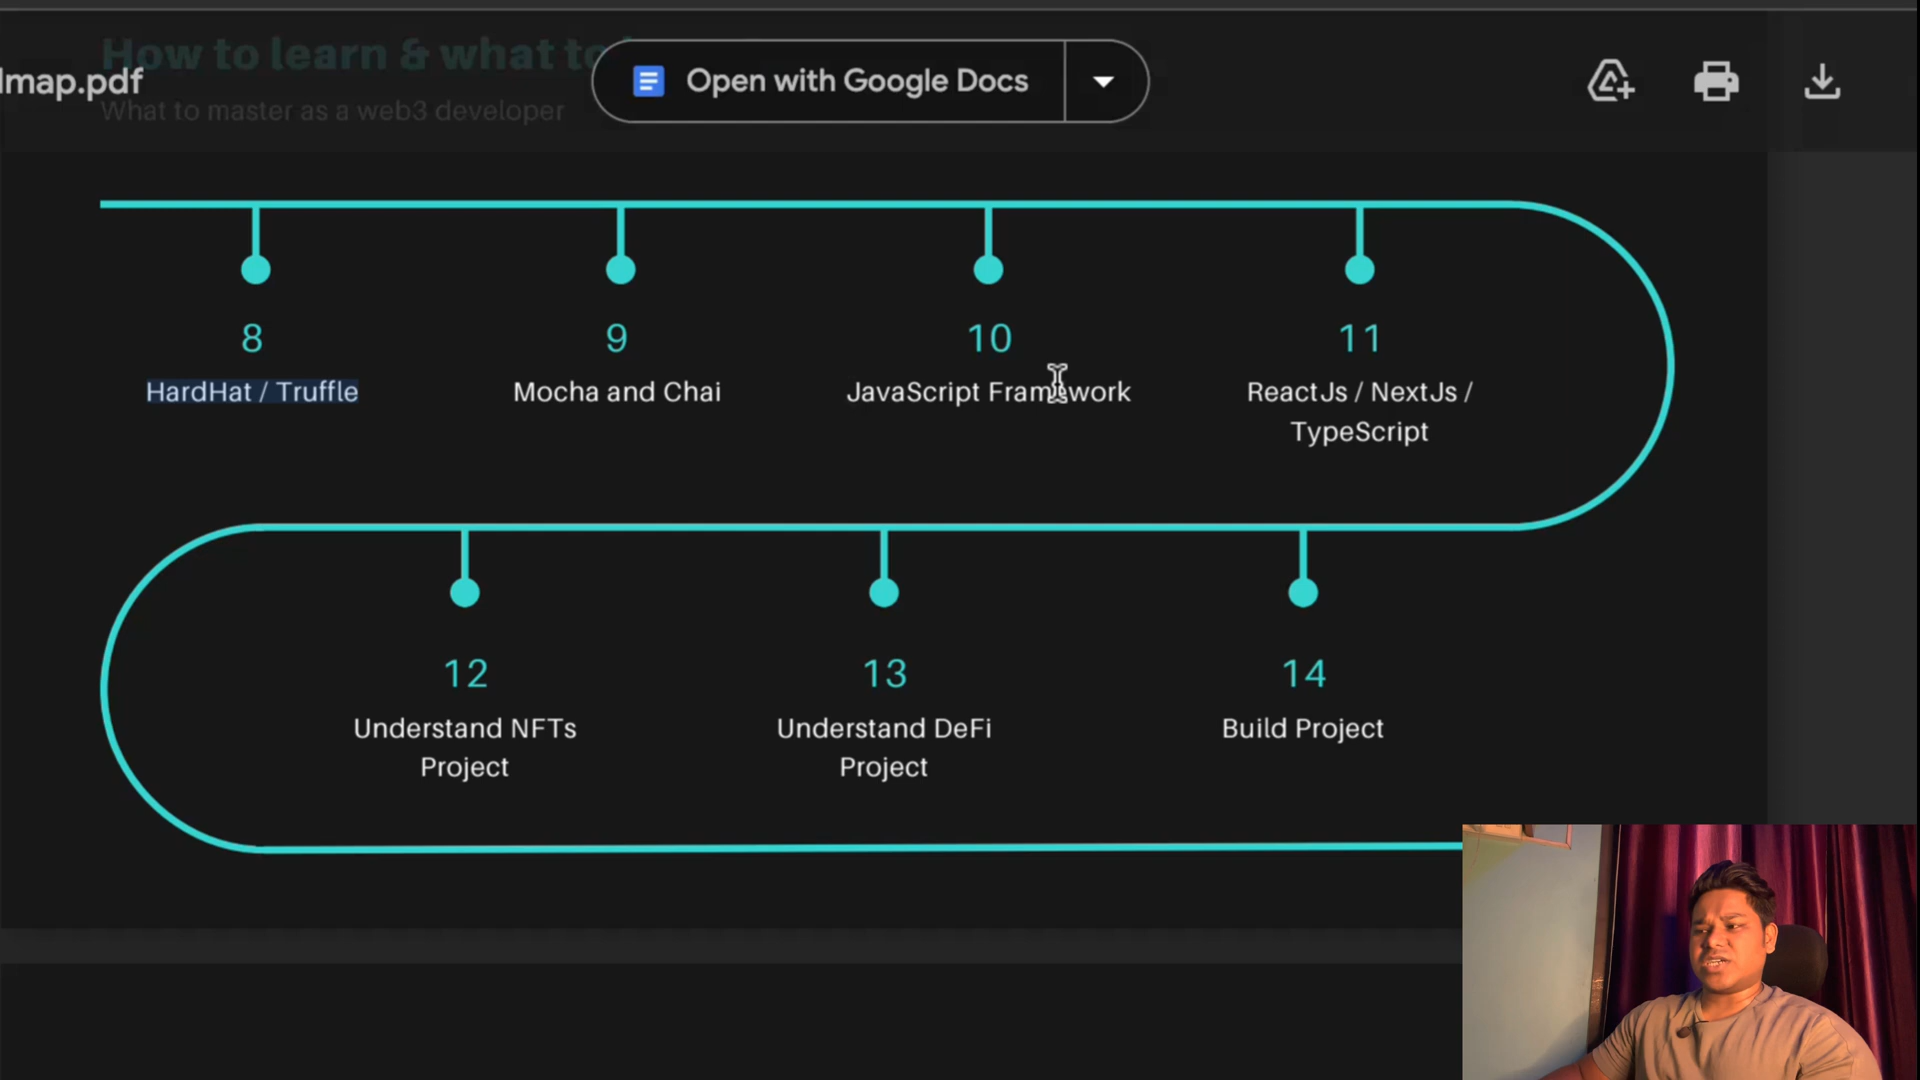 How to learn & what to
lmap.pdf
Open with Google Docs
What to master as a web3 developer
8
9
10
11
HardHat / Truffle
Mocha and Chai
JavaScript Framework
ReactJs / NextJs /
TypeScript
12
13
14
Understand NFTs
Project
Understand DeFi
Project
Build Project